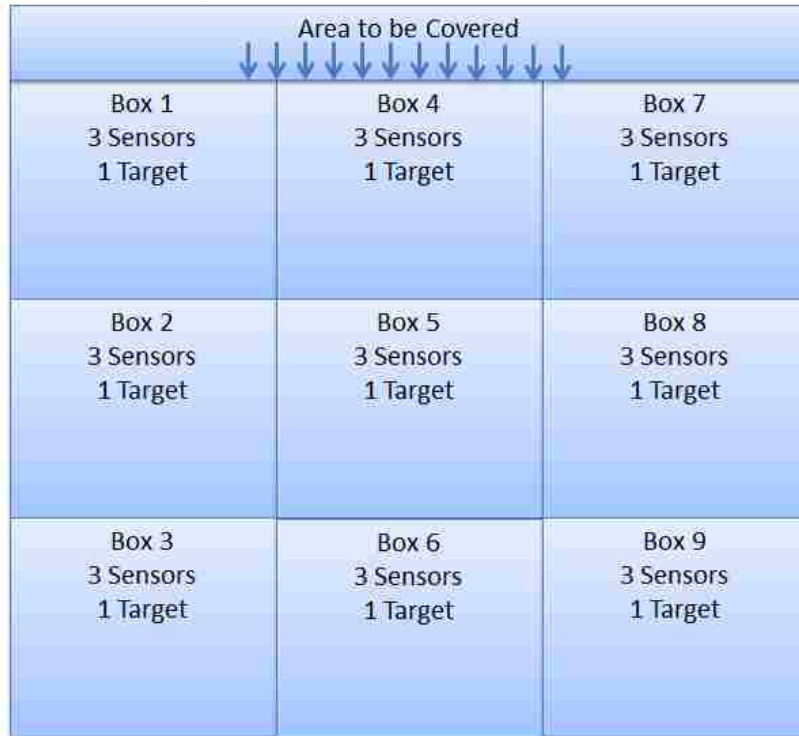 Area to be Covered
Box 1
3 Sensors
1 Target
Box 4
3 Sensors
1 Target
Box 7
3 Sensors
1 Target
Box 2
3 Sensors
1 Target
Box 5
3 Sensors
1 Target
Box 8
3 Sensors
1 Target
Box 3
3 Sensors
1 Target
Box 6
3 Sensors
1 Target
Box 9
3 Sensors
1 Target